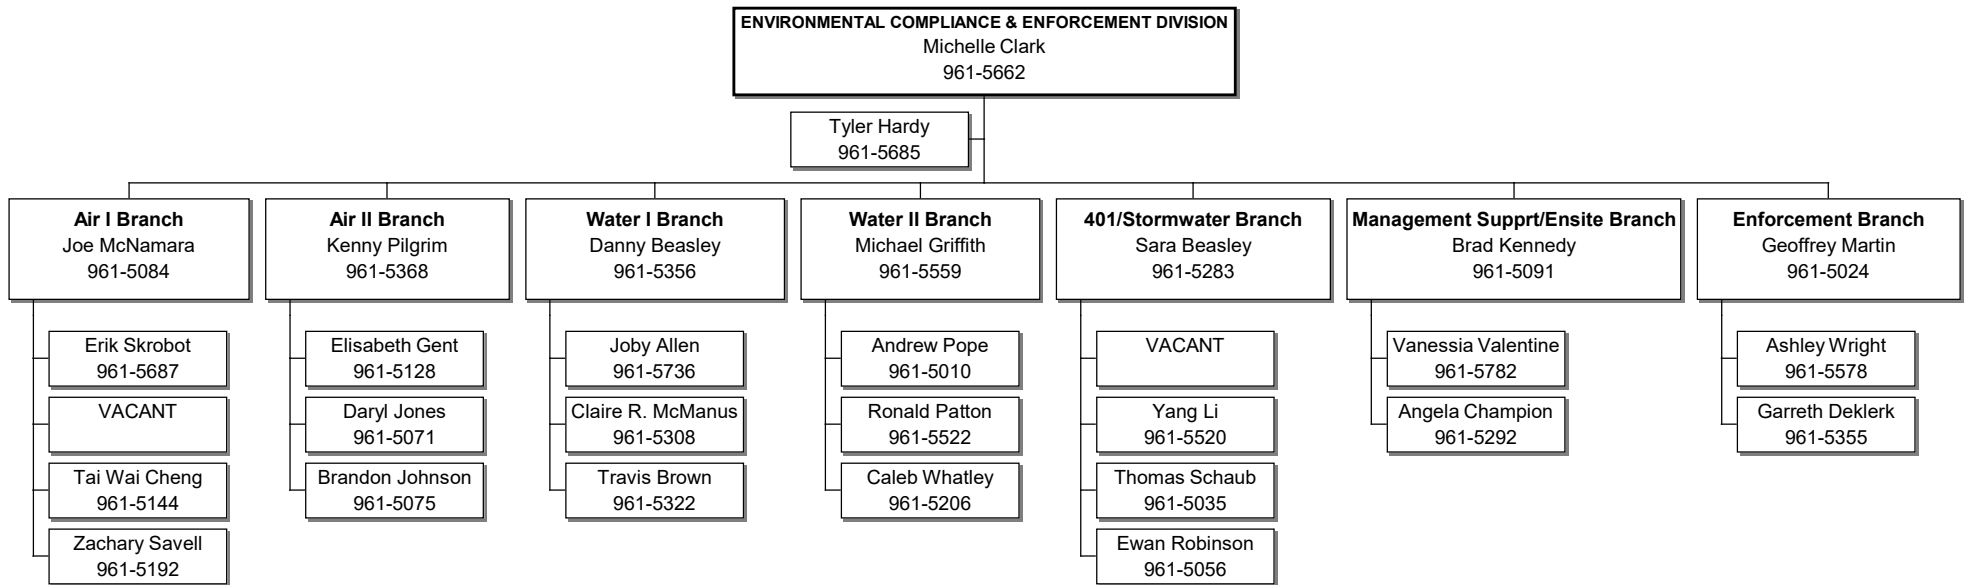 ENVIRONMENTAL COMPLIANCE & ENFORCEMENT DIVISION
Michelle Clark
961-5662
Tyler Hardy
961-5685
Air I Branch
Joe McNamara
961-5084
Erik Skrobot
961-5687
VACANT
Tai Wai Cheng
961-5144
Zachary Savell
961-5192
Air II Branch
Kenny Pilgrim
961-5368
Elisabeth Gent
961-5128
Daryl Jones
961-5071
Brandon Johnson
961-5075
Water I Branch
Danny Beasley
961-5356
Joby Allen
961-5736
Claire R. McManus
961-5308
Travis Brown
961-5322
Water II Branch
Michael Griffith
961-5559
Andrew Pope
961-5010
Ronald Patton
961-5522
Caleb Whatley
961-5206
401/Stormwater Branch
Sara Beasley
961-5283
VACANT
Yang Li
961-5520
Thomas Schaub
961-5035
Ewan Robinson
961-5056
Management Supprt/Ensite Branch
Brad Kennedy
961-5091
Vanessia Valentine
961-5782
Angela Champion
961-5292
Enforcement Branch
Geoffrey Martin
961-5024
Ashley Wright
961-5578
Garreth Deklerk
961-5355